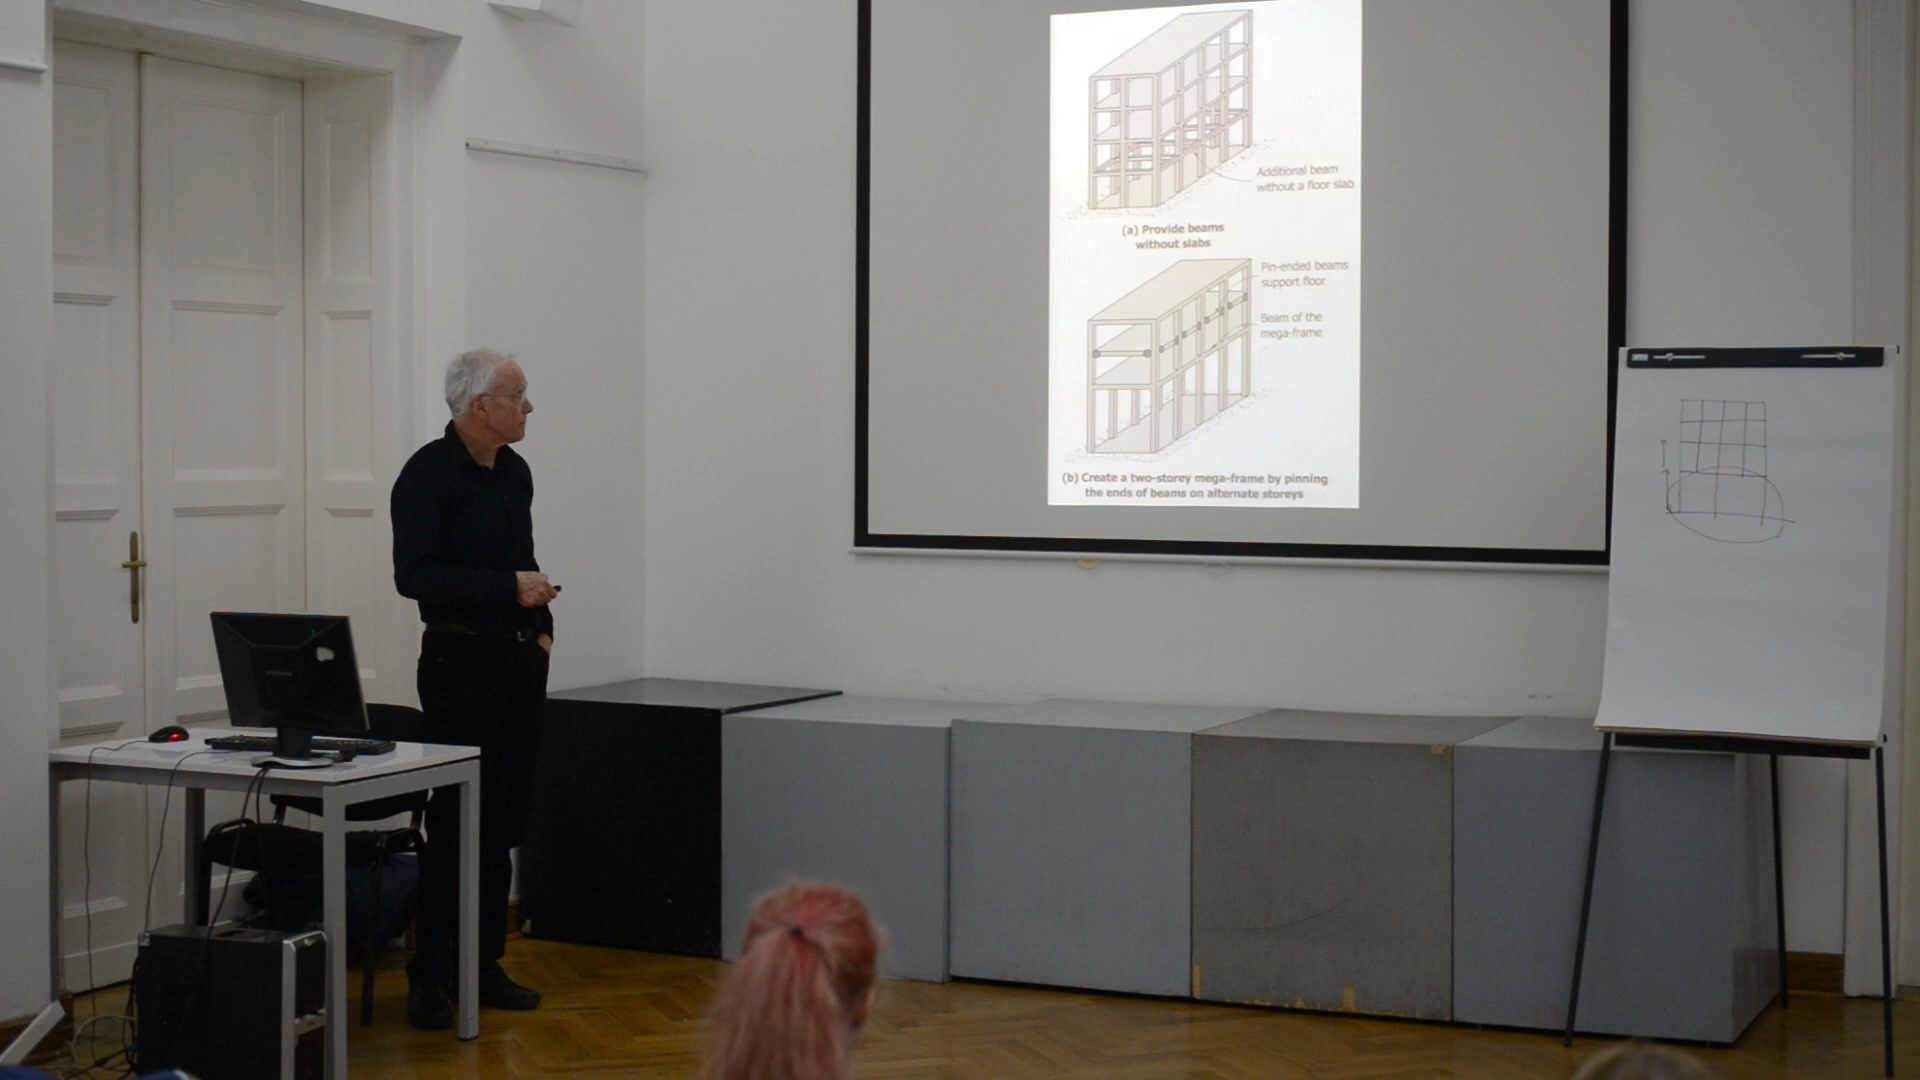 Additional beam
without a floor slab
(a) Provide beams
without slabs
Pin-ended beams
support floor
Beam of the
mega-frame
(b) Create a two-storey mega-frame by pinning
the ends of beams on alternate storeys